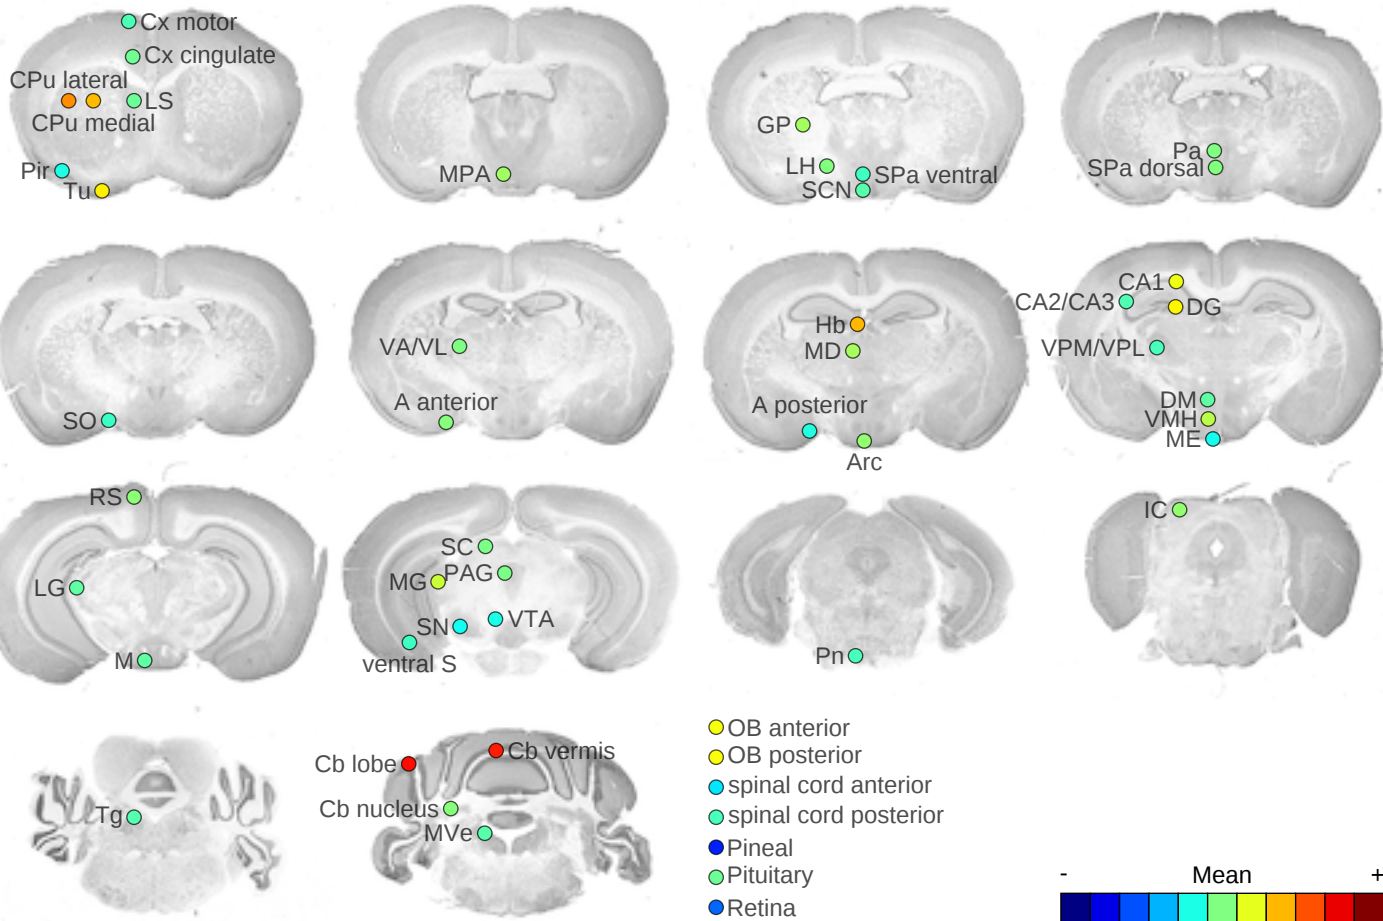 Cx motor
Cx cingulate
CPu lateral
LS
CPu medial
Pir
Tu
MPA
GP
LH
SPa ventral
SCN
Pa
SPa dorsal
SO
VA/VL
A anterior
Hb
MD
A posterior
Arc
CA1
CA2/CA3
DG
VPM/VPL
DM
VMH
ME
RS
LG
M
SC
PAG
MG
VTA
SN
ventral S
Pn
IC
Tg
Cb vermis
Cb lobe
Cb nucleus
MVe
OB anterior
OB posterior
spinal cord anterior
spinal cord posterior
Pineal
Pituitary
Retina
- Mean +